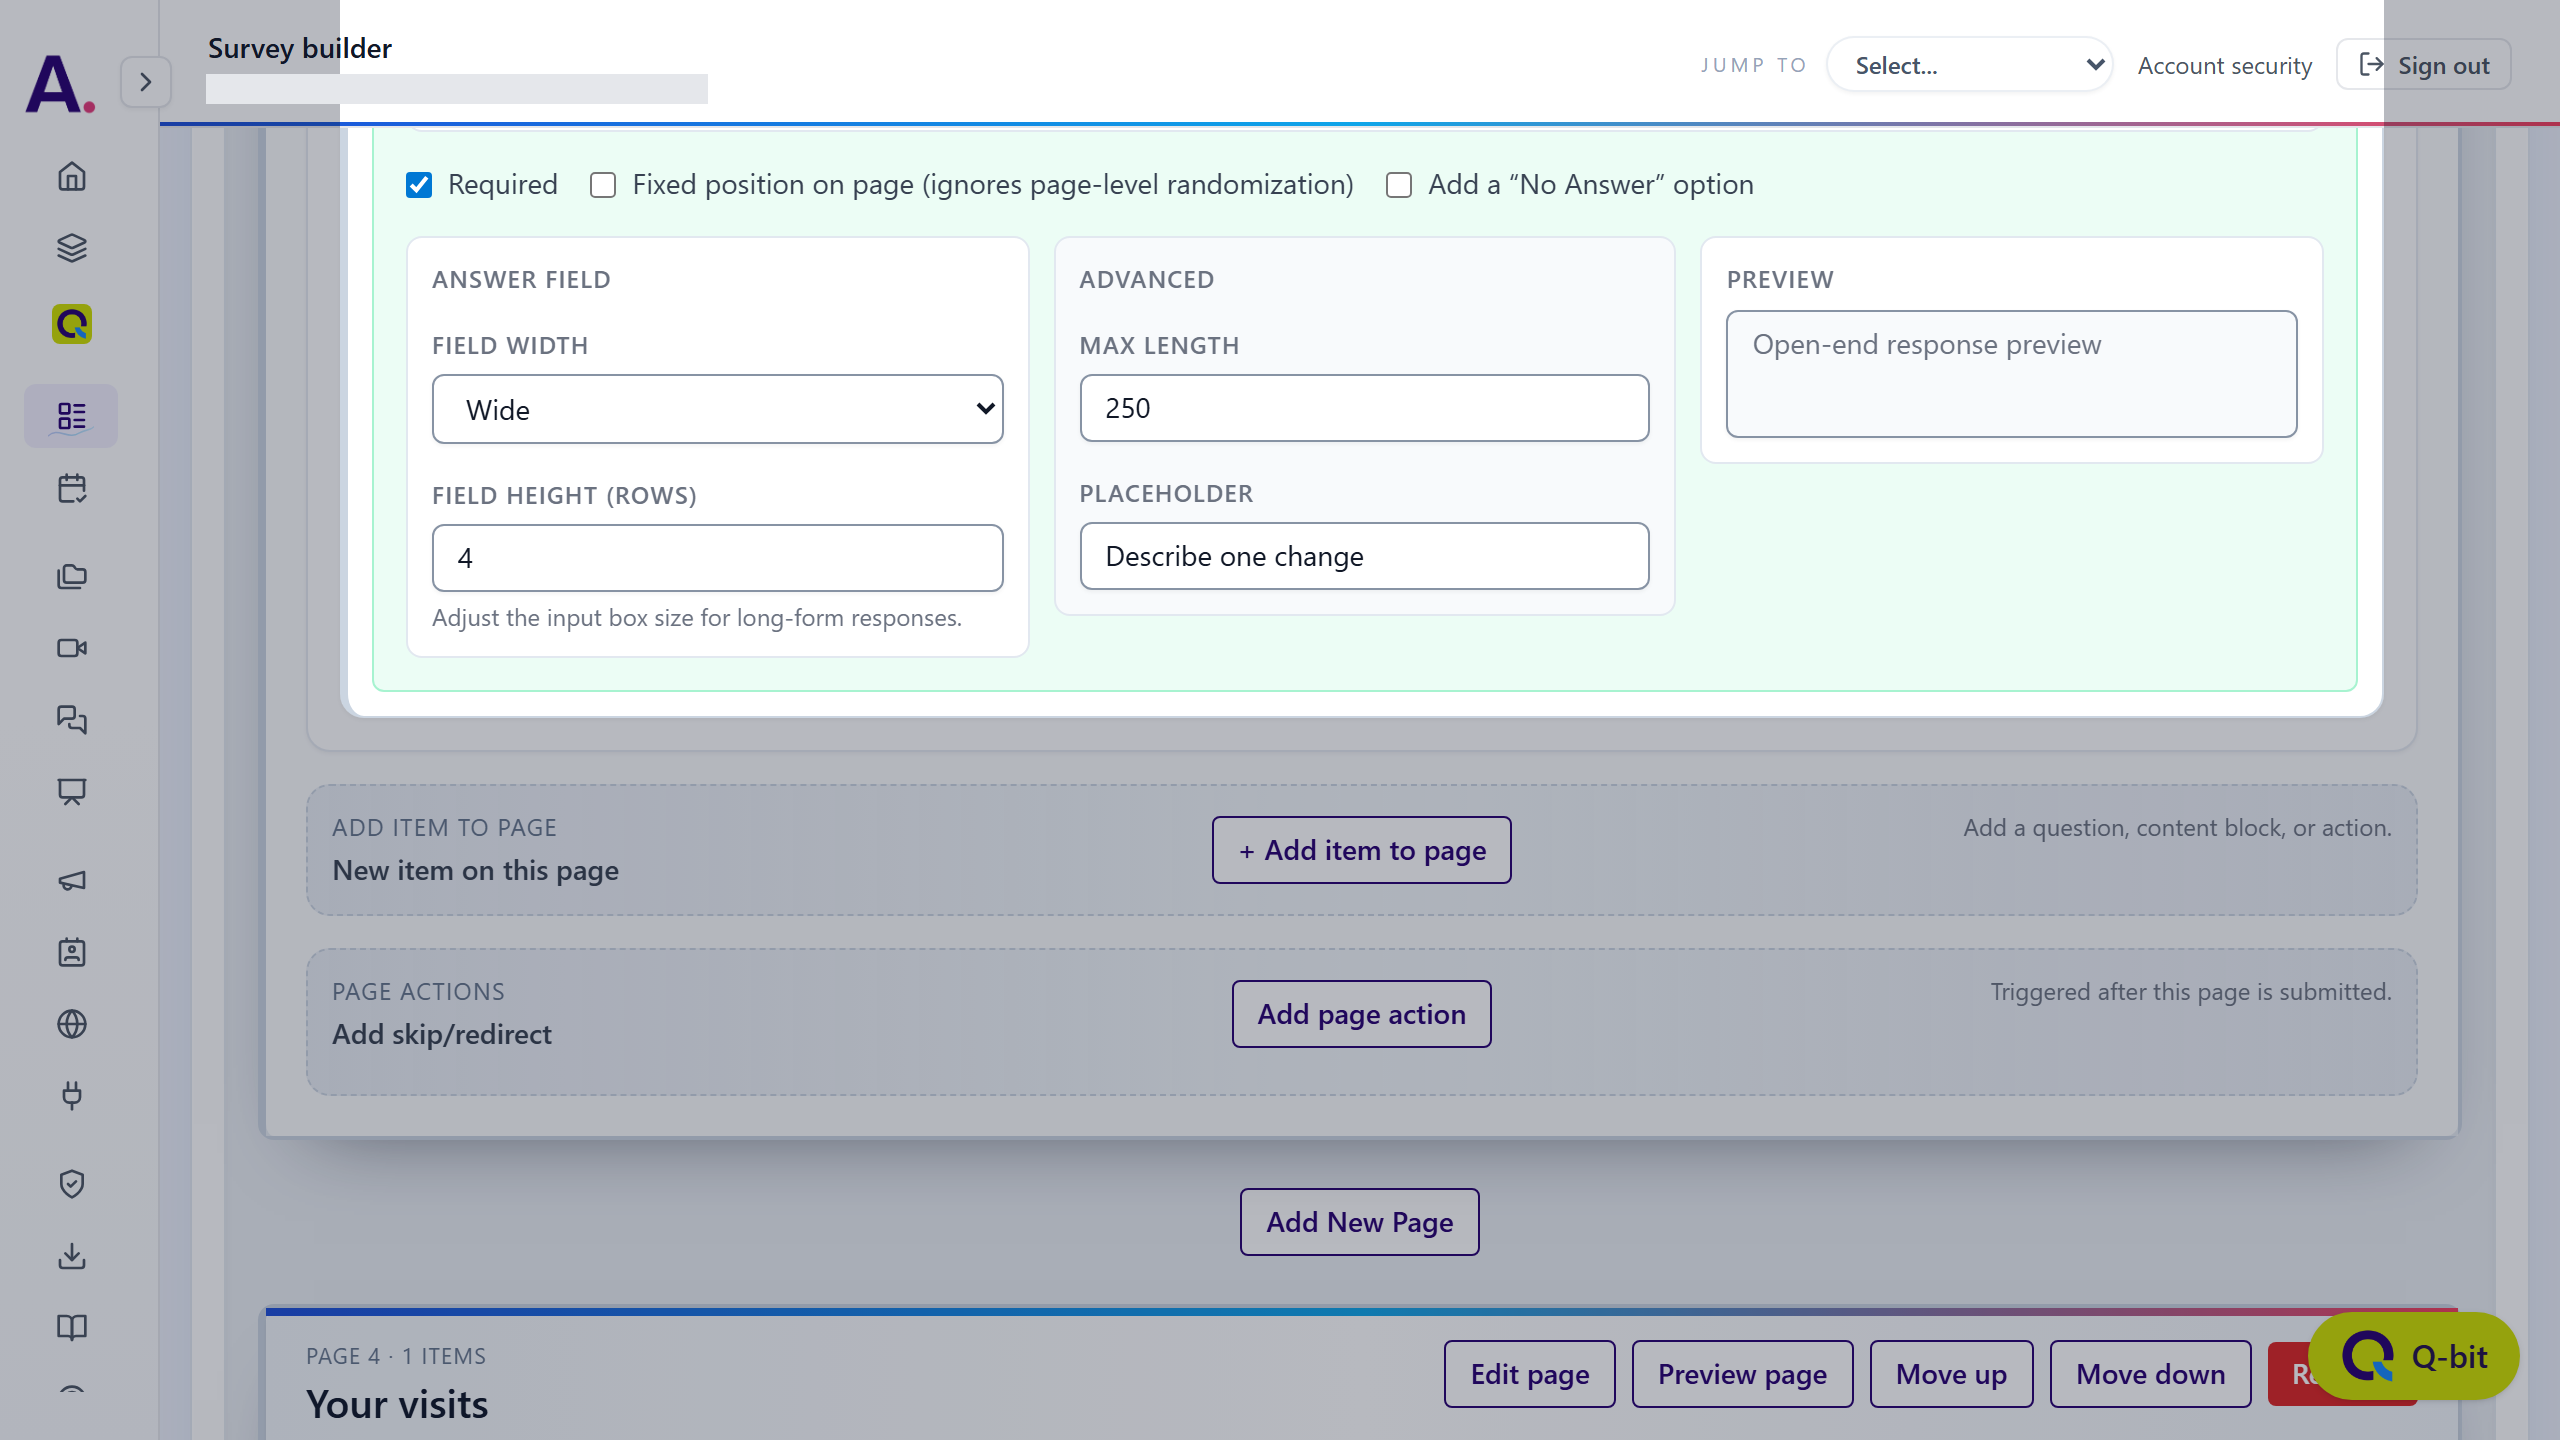 A.
Survey builder
JUMP TO
Select...
Account security
Sign out
Required
Fixed position on page (ignores page-level randomization)
Add a “No Answer” option
ANSWER FIELD
FIELD WIDTH
Wide
FIELD HEIGHT (ROWS)
4
Adjust the input box size for long-form responses.
ADVANCED
MAX LENGTH
250
PLACEHOLDER
Describe one change
PREVIEW
Open-end response preview
ADD ITEM TO PAGE
New item on this page
+ Add item to page
Add a question, content block, or action.
PAGE ACTIONS
Add skip/redirect
Add page action
Triggered after this page is submitted.
Add New Page
PAGE 4 · 1 ITEMS
Your visits
Edit page
Preview page
Move up
Move down
Q-bit